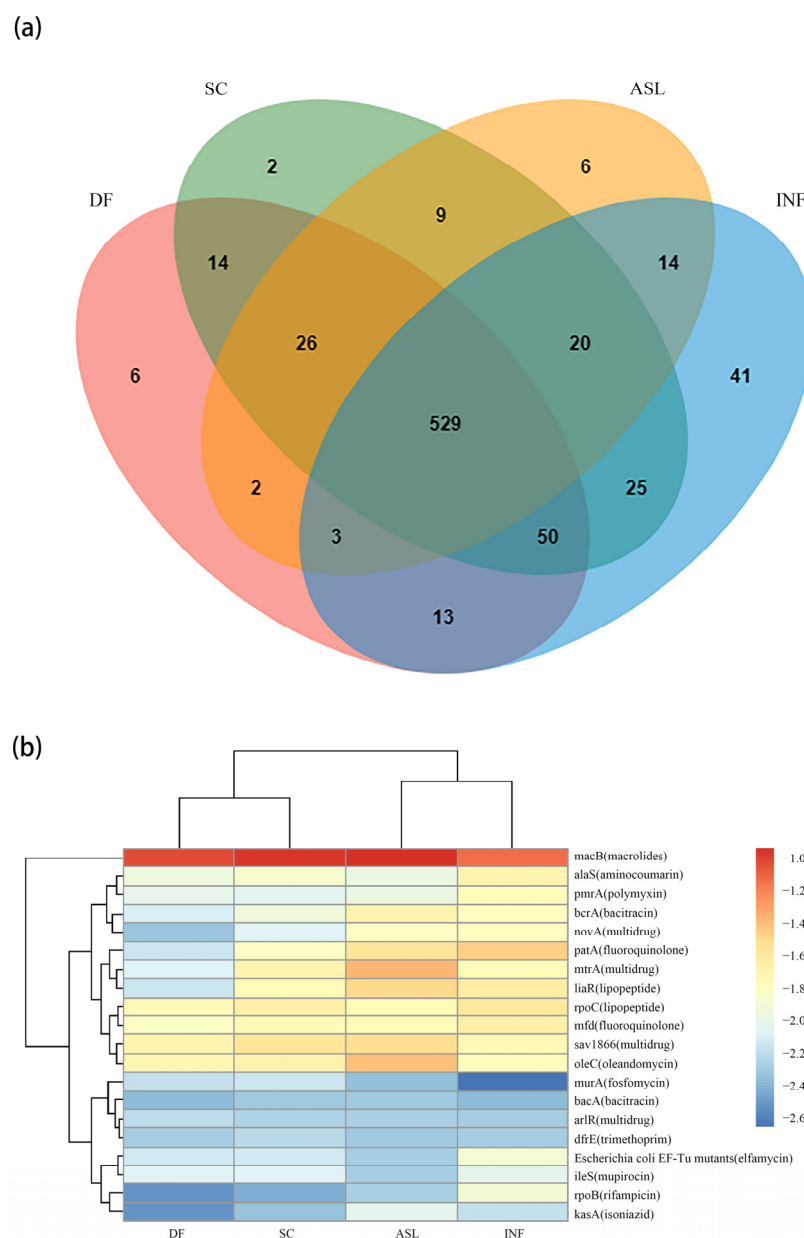 (a)
SC
ASL
DF
INF
2
6
9
14
14
26
20
6
41
529
2
25
3
50
13
(b)
macB(macrolides)
alaS(aminocoumarin)
pmrA(polymyxin)
bcrA(bacitracin)
novA(multidrug)
patA(fluoroquinolone)
mtrA(multidrug)
liaR(lipopeptide)
rpoC(lipopeptide)
mfd(fluoroquinolone)
sav1866(multidrug)
oleC(oleandomycin)
murA(fosfomycin)
bacA(bacitracin)
arlR(multidrug)
dfrE(trimethoprim)
Escherichia coli EF-Tu mutants(elfamycin)
ileS(mupirocin)
rpoB(rifampicin)
kasA(isoniazid)
−1.0
−1.2
−1.4
−1.6
−1.8
−2.0
−2.2
−2.4
−2.6
DF SC ASL INF